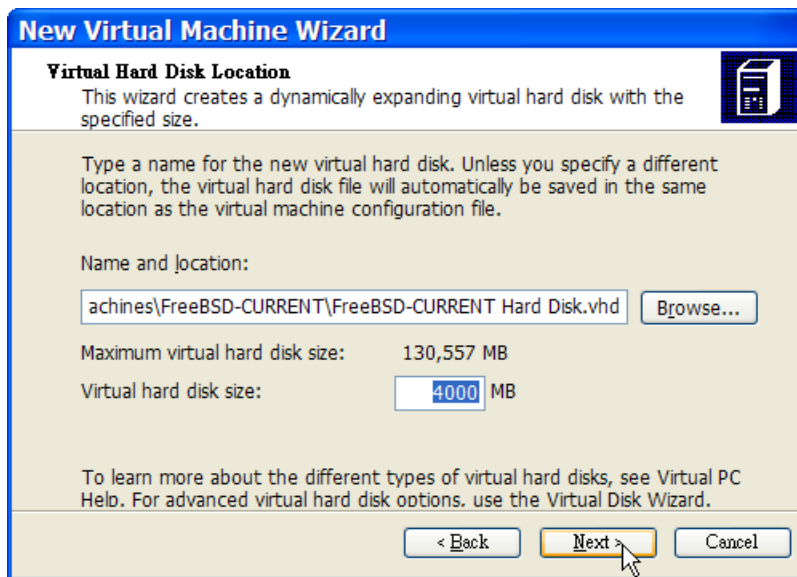 New Virtual Machine Wizard
Virtual Hard Disk Location
This wizard creates a dynamically expanding virtual hard disk with the
specified size.
Type a name for the new virtual hard disk. Unless you specify a different
location, the virtual hard disk file will automatically be saved in the same
location as the virtual machine configuration file.
Name and location:
achines\FreeBSD-CURRENT\FreeBSD-CURRENT Hard Disk.vhd Browse...
Maximum virtual hard disk size: 130,557 MB
Virtual hard disk size: 4000 MB
To learn more about the different types of virtual hard disks, see Virtual PC
Help. For advanced virtual hard disk options, use the Virtual Disk Wizard.
< Back Next > Cancel